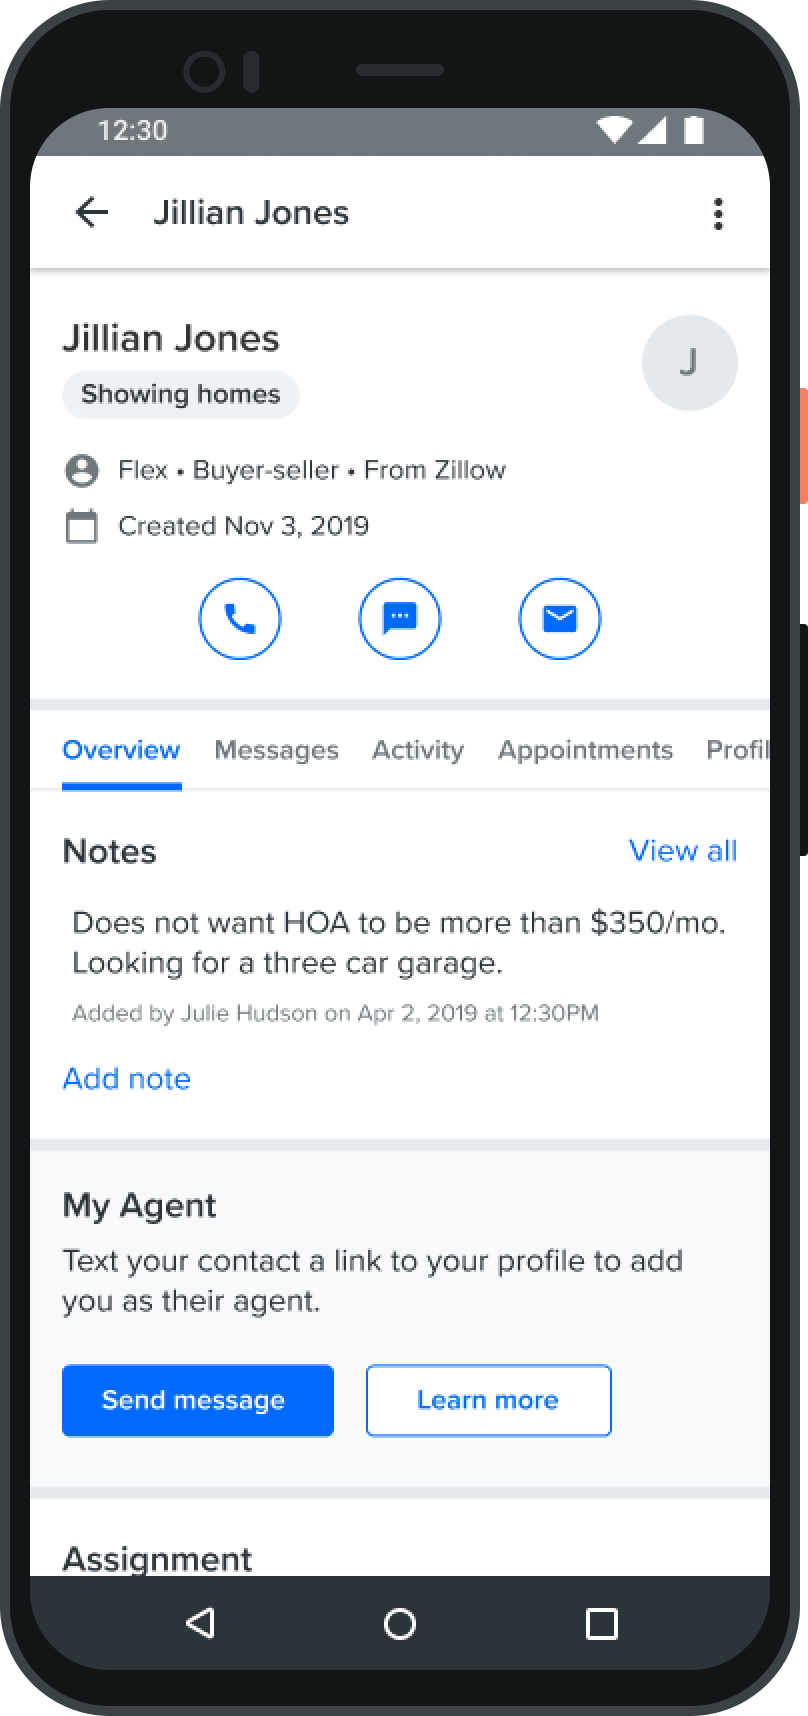 12:30
Jillian Jones
Jillian Jones
J
Showing homes
Flex • Buyer-seller • From Zillow
Created Nov 3, 2019
Overview Messages Activity Appointments Profil
Notes View all
Does not want HOA to be more than $350/mo.
Looking for a three car garage.
Added by Julie Hudson on Apr 2, 2019 at 12:30PM
Add note
My Agent
Text your contact a link to your profile to add
you as their agent.
Send message Learn more
Assignment